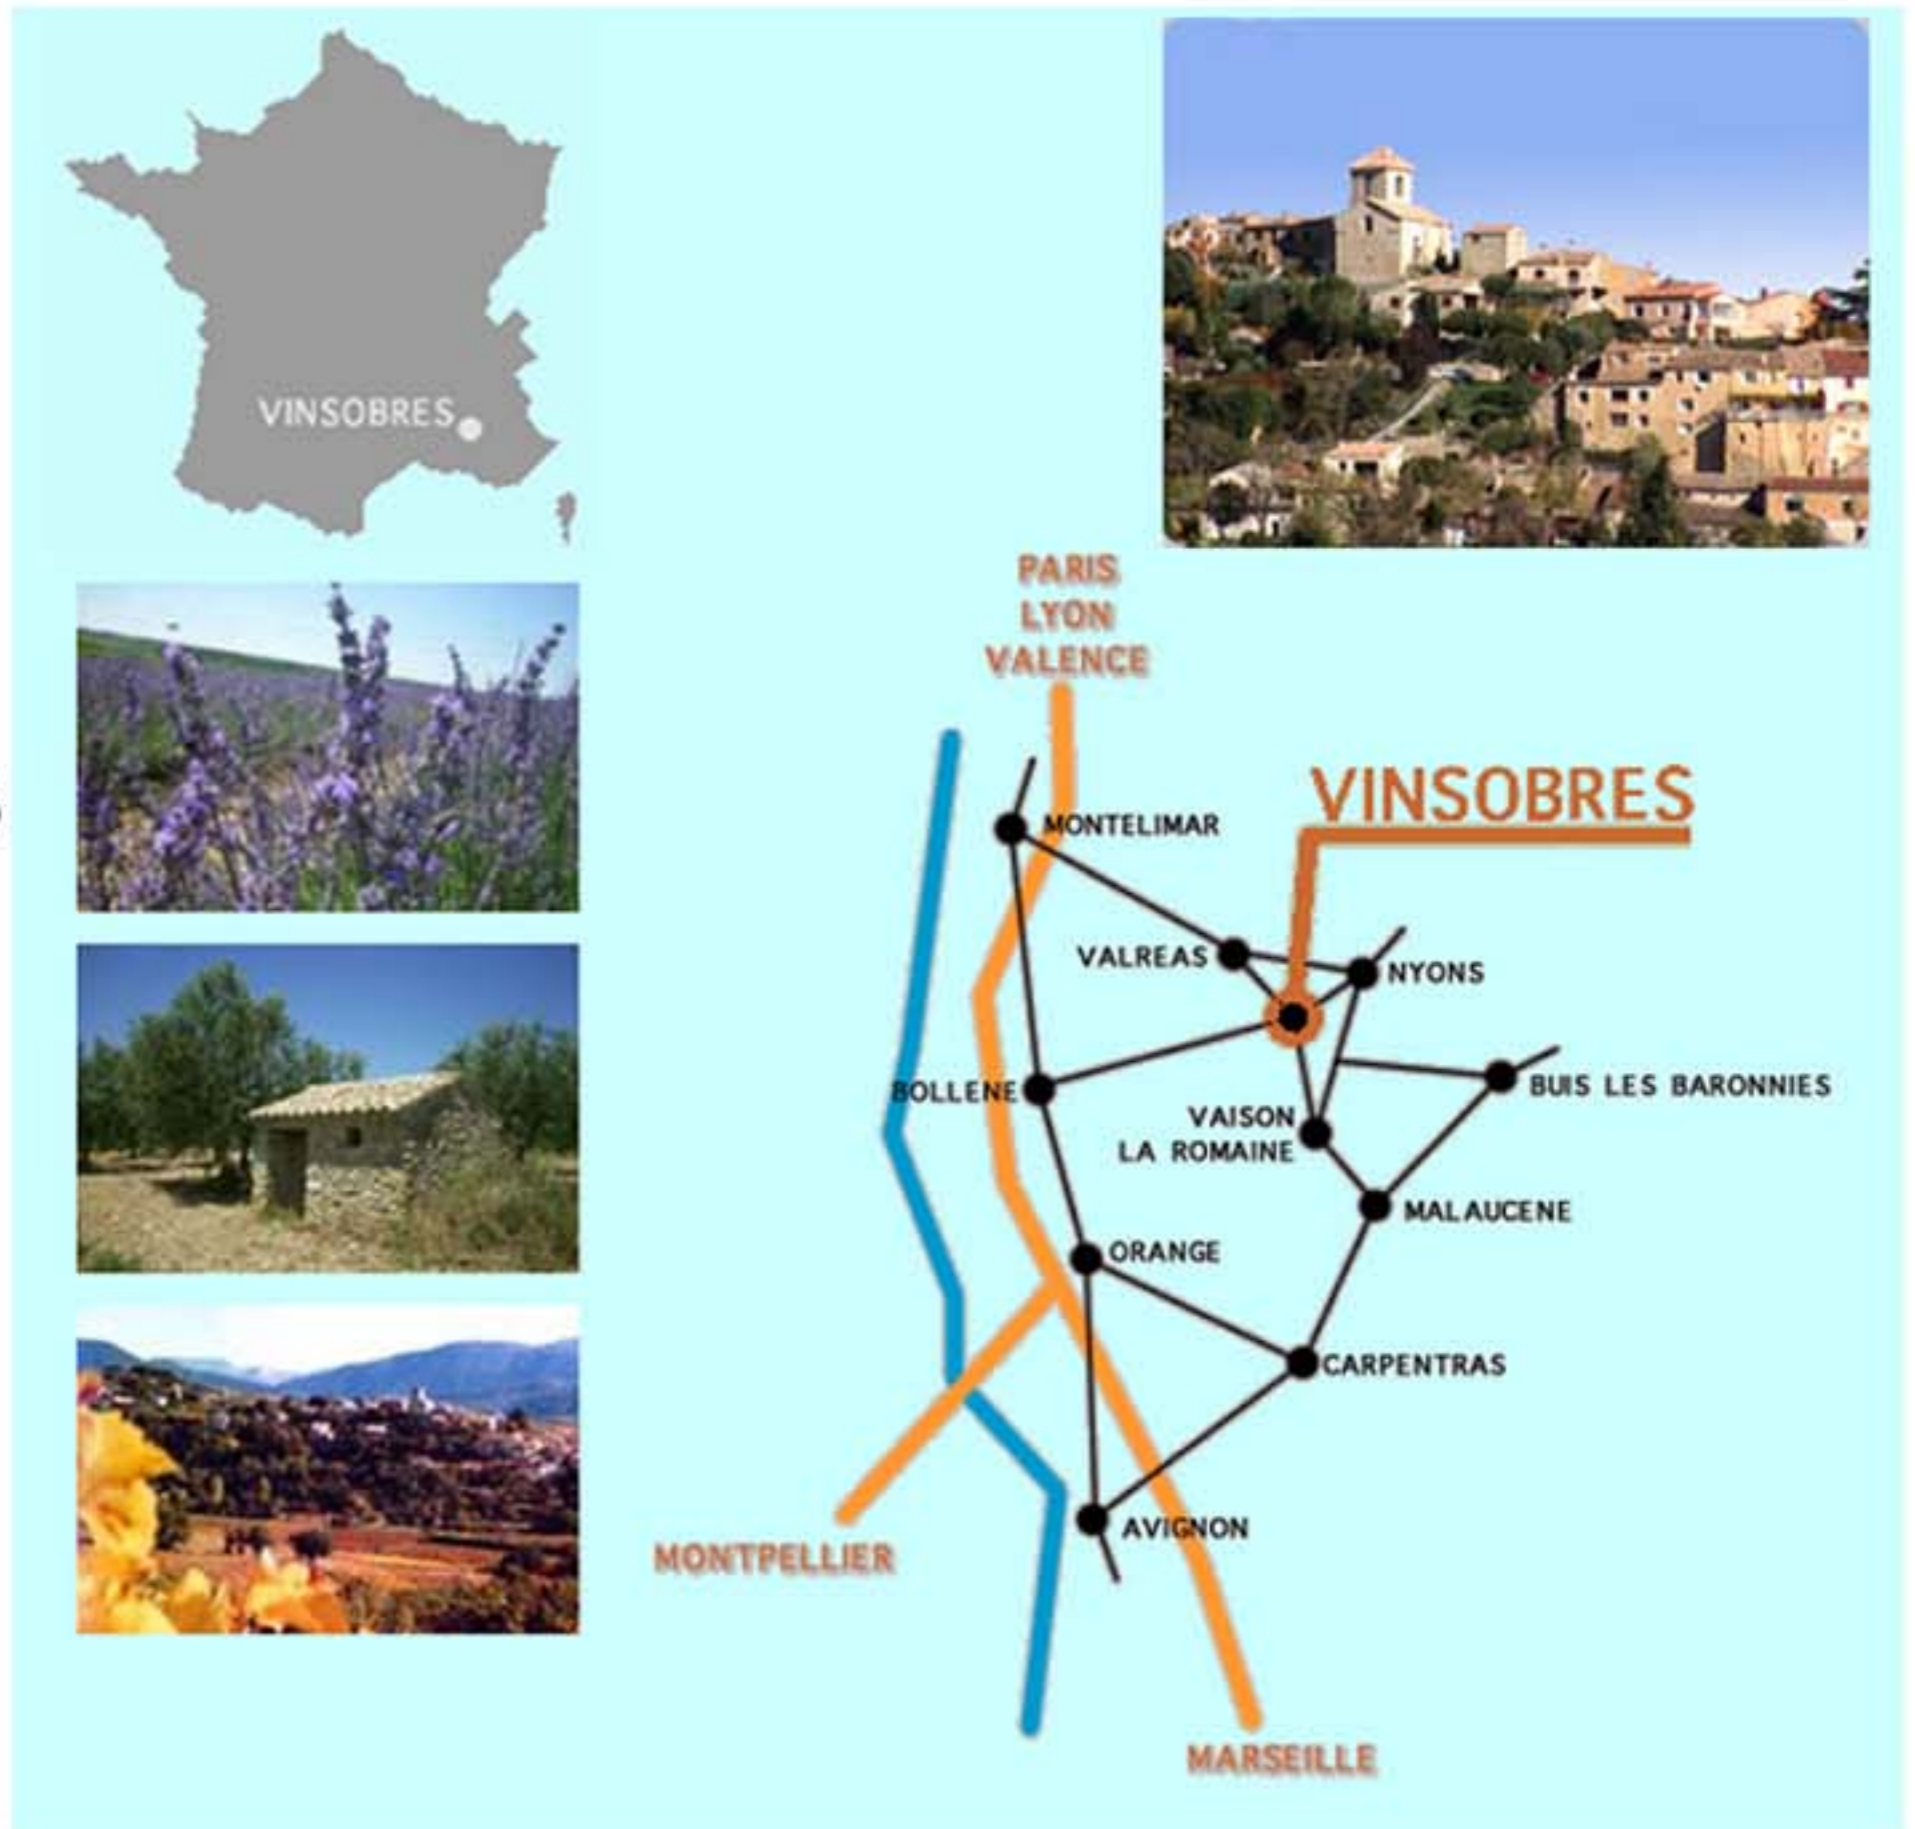 VINSOBRES
PARIS
LYON
VALENCE
VINSOBRES
MONTELIMAR
VALREAS
NYONS
BOLLENE
BUIS LES BARONNIES
VAISON
LA ROMAINE
MALAUCENE
ORANGE
CARPENTRAS
AVIGNON
MONTPELLIER
MARSEILLE